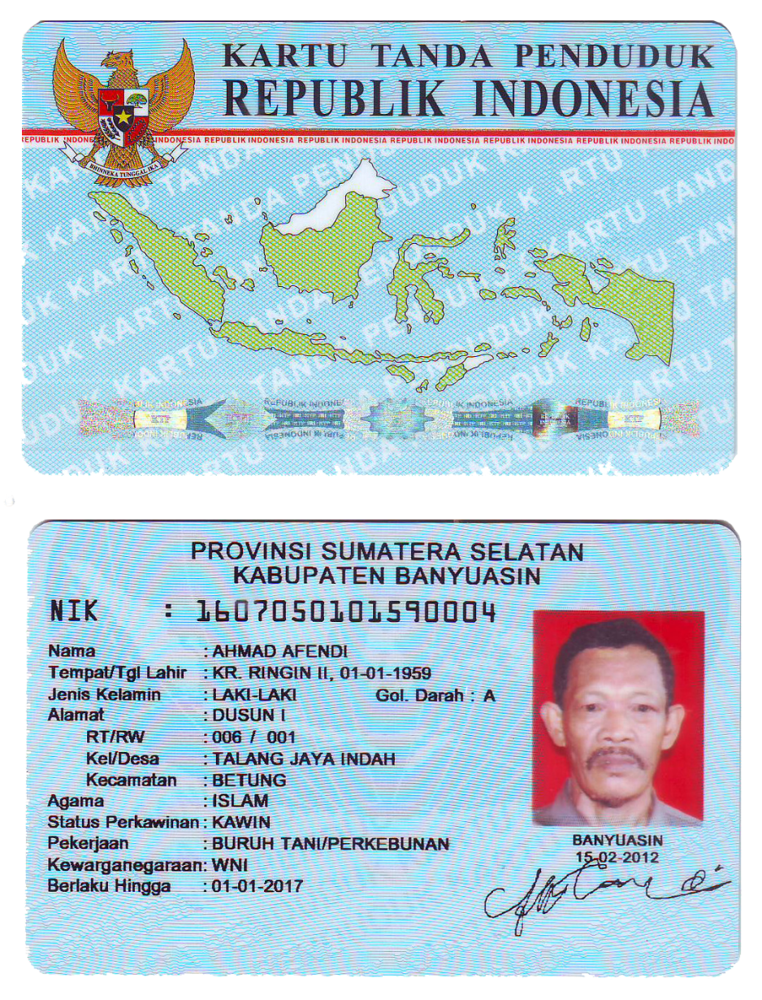 KARTU TANDA PENDUDUK
REPUBLIK INDONESIA
REPUBLIK INDONESIA REPUBLIK INDONESIA REPUBLIK INDONESIA REPUBLIK INDONESIA REPUBLIK INDONESIA REPUBLIK INDO
BHINNEKA TUNGGAL IKA
KARTU TANDA PENDUDUK
REPUBLIK INDONESIA
KTP
PROVINSI SUMATERA SELATAN
KABUPATEN BANYUASIN
NIK : 1607050101590004
Nama : AHMAD AFENDI
Tempat/Tgl Lahir : KR. RINGIN II, 01-01-1959
Jenis Kelamin : LAKI-LAKI Gol. Darah : A
Alamat : DUSUN I
RT/RW : 006 / 001
Kel/Desa : TALANG JAYA INDAH
Kecamatan : BETUNG
Agama : ISLAM
Status Perkawinan : KAWIN
Pekerjaan : BURUH TANI/PERKEBUNAN
Kewarganegaraan: WNI
Berlaku Hingga : 01-01-2017
BANYUASIN
15-02-2012